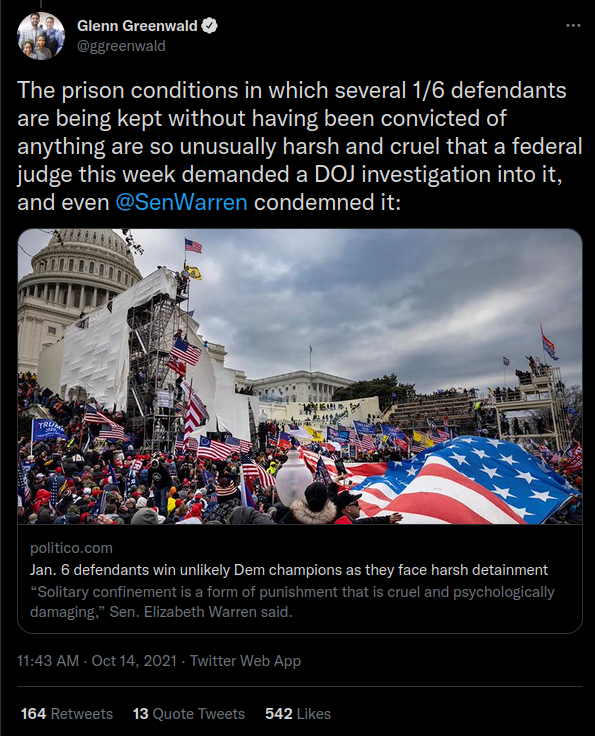 Glenn Greenwald
@ggreenwald
The prison conditions in which several 1/6 defendants
are being kept without having been convicted of
anything are so unusually harsh and cruel that a federal
judge this week demanded a DOJ investigation into it,
and even @SenWarren condemned it:
TRUMP
politico.com
Jan. 6 defendants win unlikely Dem champions as they face harsh detainment
“Solitary confinement is a form of punishment that is cruel and psychologically
damaging,” Sen. Elizabeth Warren said.
11:43 AM · Oct 14, 2021 · Twitter Web App
164 Retweets 13 Quote Tweets 542 Likes